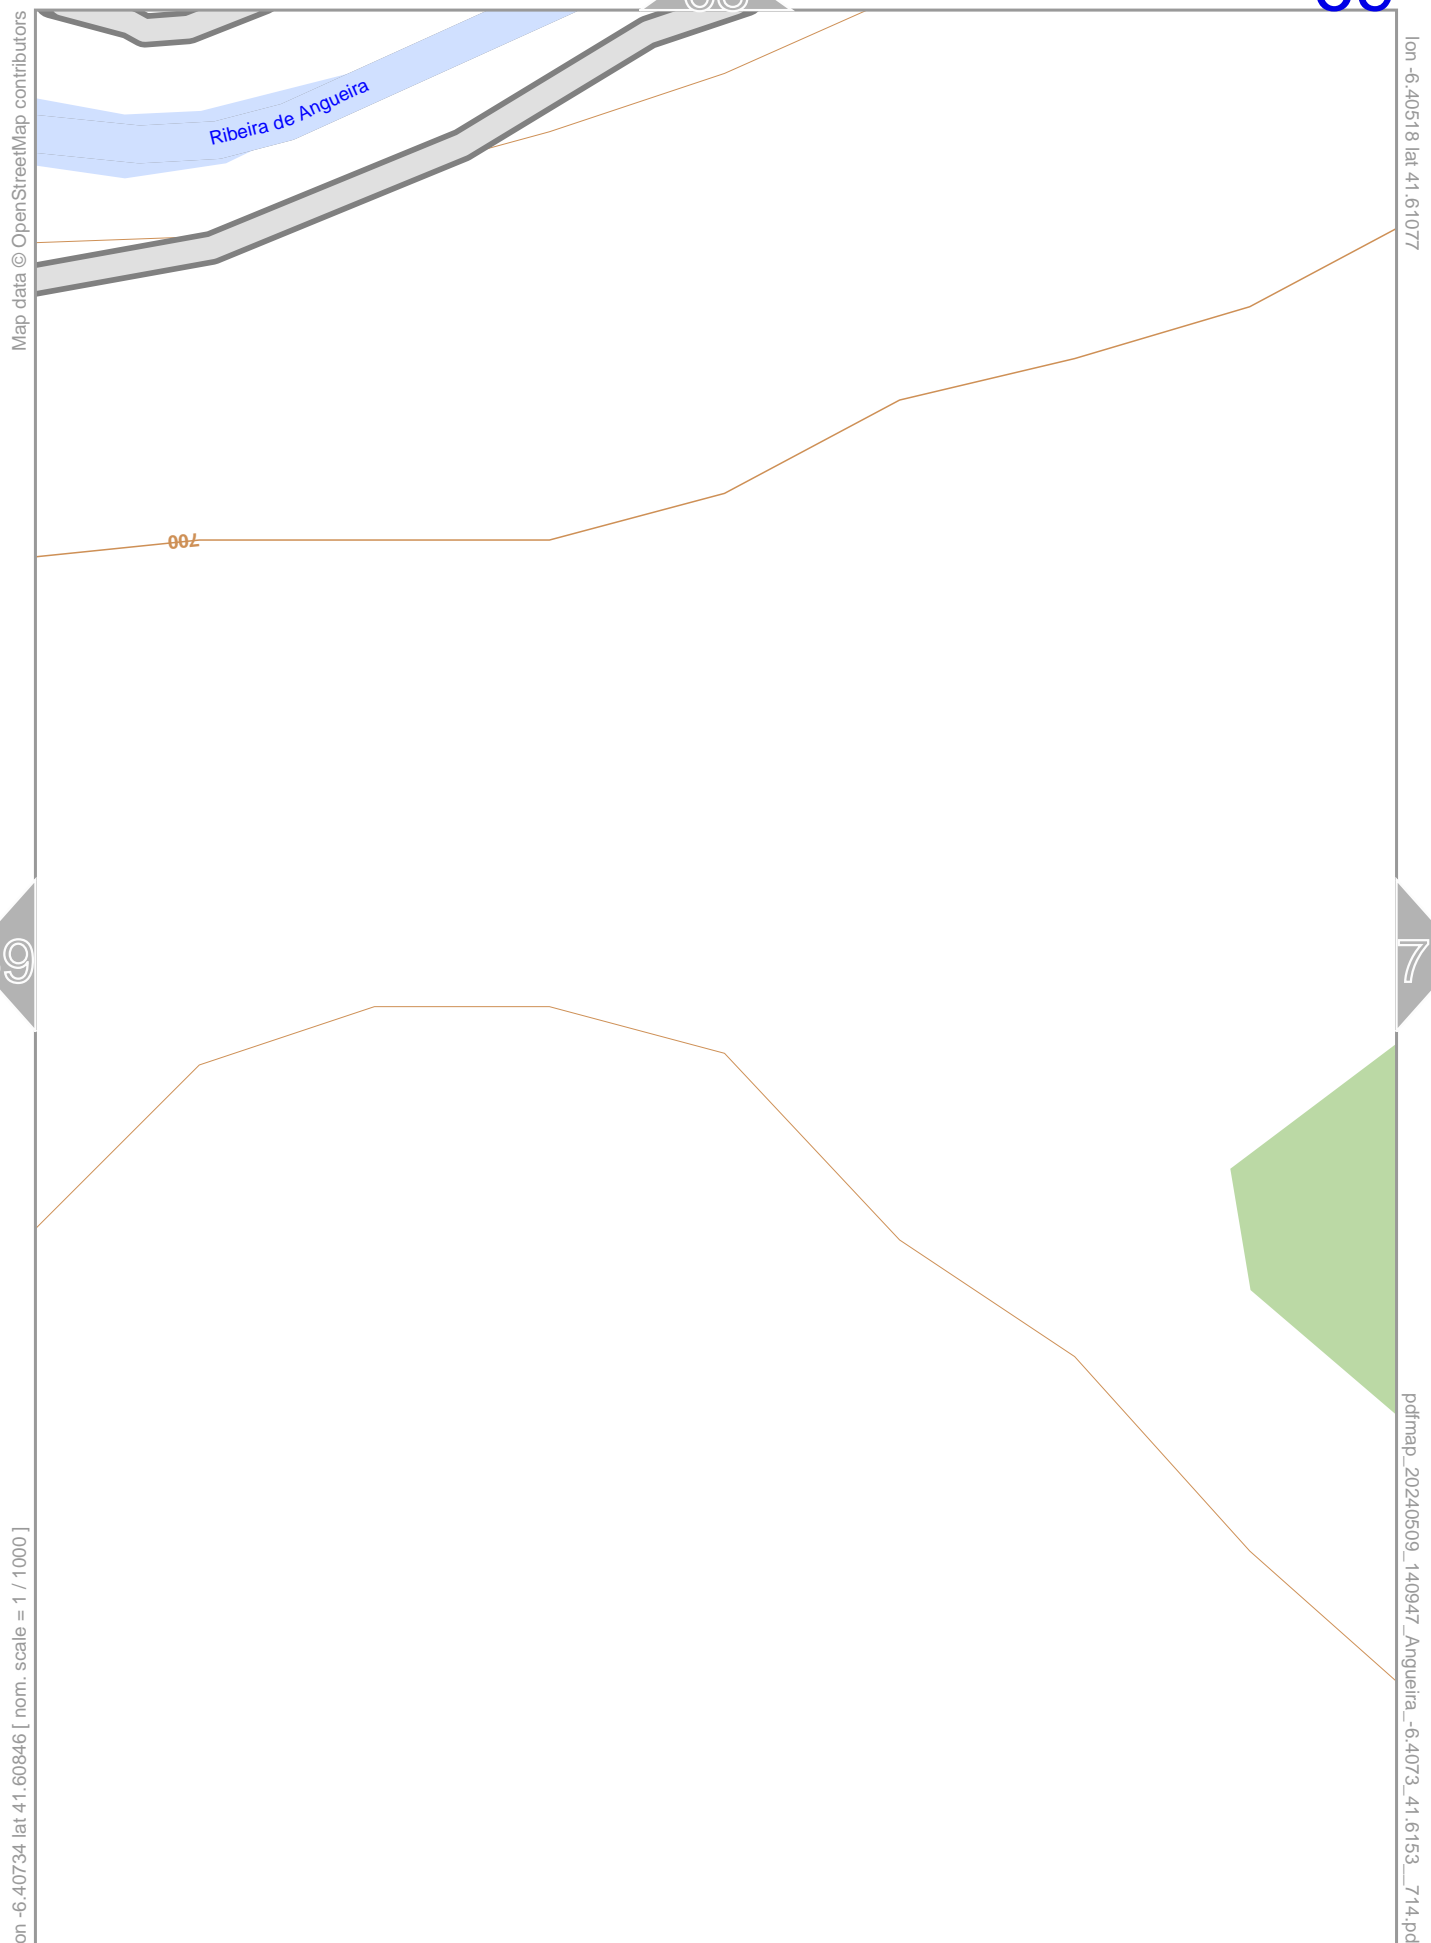 Map data © OpenStreetMap contributors
lon -6.40518 lat 41.61077
Ribeira de Angueira
700
9
7
on -6.40734 lat 41.60846 [ nom. scale = 1 / 1000 ]
pdfmap_20240509_140947_Angueira_-6.4073_41.6153__714.pd